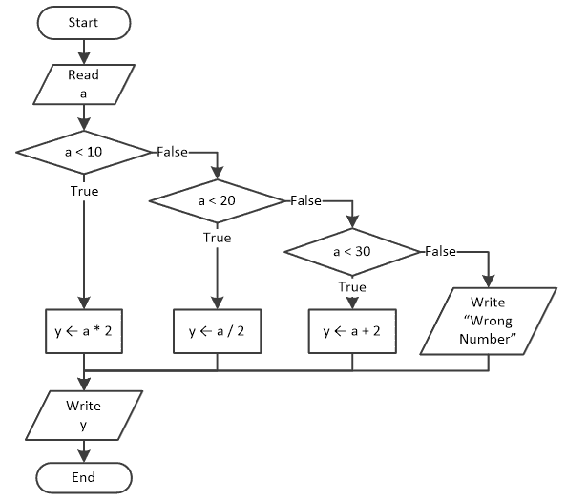 Start
Read
a
a < 10
False
True
a < 20
False
True
a < 30
False
True
y ← a * 2
y ← a / 2
y ← a + 2
Write
“Wrong
Number”
Write
y
End